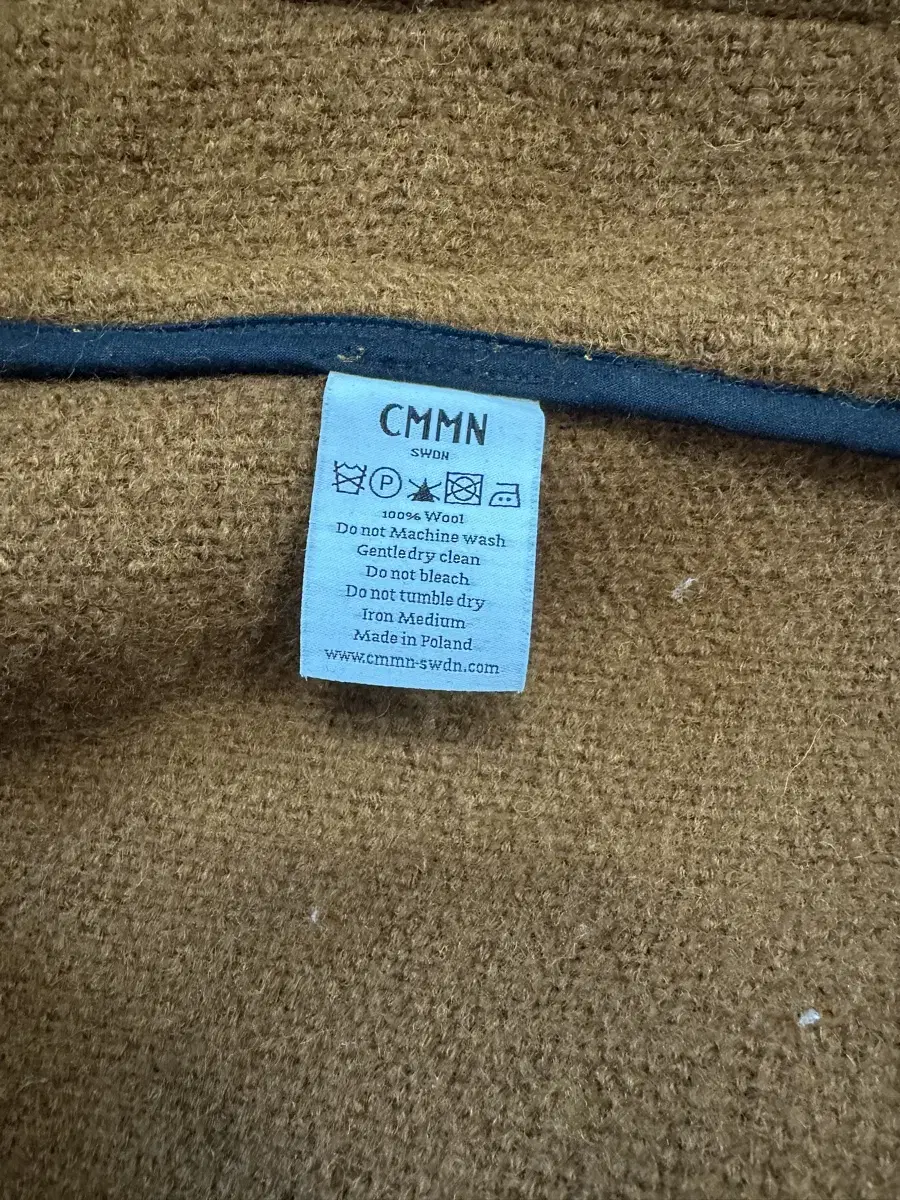 CMMN
SWDN
P
100% Wool
Do not Machine wash
Gentle dry clean
Do not bleach
Do not tumble dry
Iron Medium
Made in Poland
www.cmmn-swdn.com